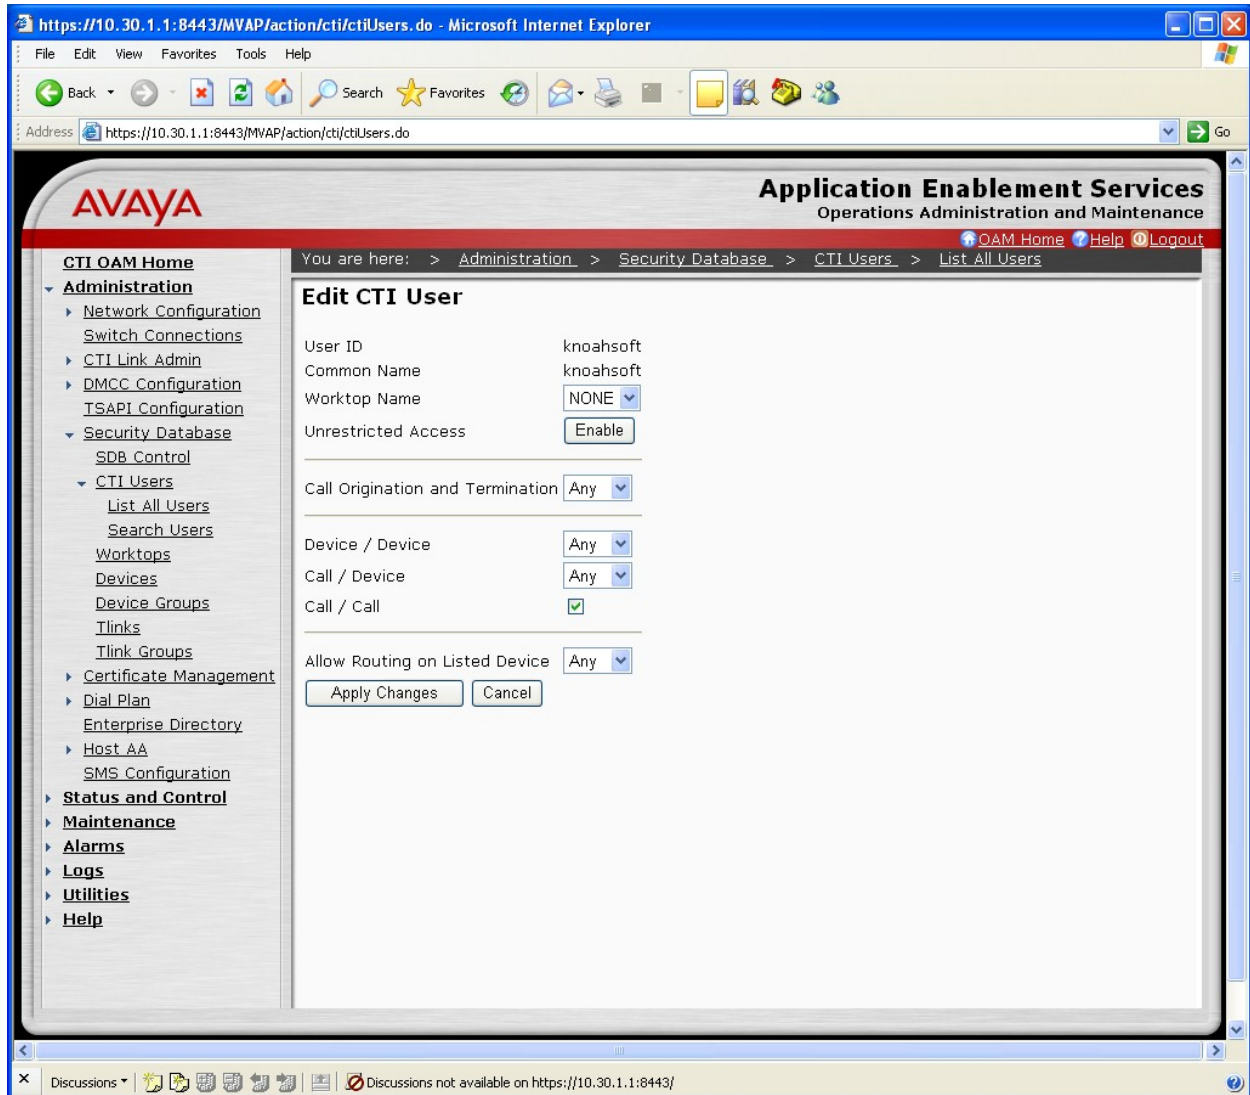 https://10.30.1.1:8443/MVAP/action/cti/ctiUsers.do - Microsoft Internet Explorer
File Edit View Favorites Tools Help
Back Search Favorites
Address https://10.30.1.1:8443/MVAP/action/cti/ctiUsers.do Go
AVAYA
Application Enablement Services
Operations Administration and Maintenance
OAM Home Help Logout
You are here: > Administration > Security Database > CTI Users > List All Users
CTI OAM Home
Administration
Network Configuration
Switch Connections
CTI Link Admin
DMCC Configuration
TSAPI Configuration
Security Database
SDB Control
CTI Users
List All Users
Search Users
Worktops
Devices
Device Groups
Tlinks
Tlink Groups
Certificate Management
Dial Plan
Enterprise Directory
Host AA
SMS Configuration
Status and Control
Maintenance
Alarms
Logs
Utilities
Help
Edit CTI User
User ID knoahsoft
Common Name knoahsoft
Worktop Name NONE
Unrestricted Access Enable
Call Origination and Termination Any
Device / Device Any
Call / Device Any
Call / Call
Allow Routing on Listed Device Any
Apply Changes Cancel
Discussions Discussions not available on https://10.30.1.1:8443/